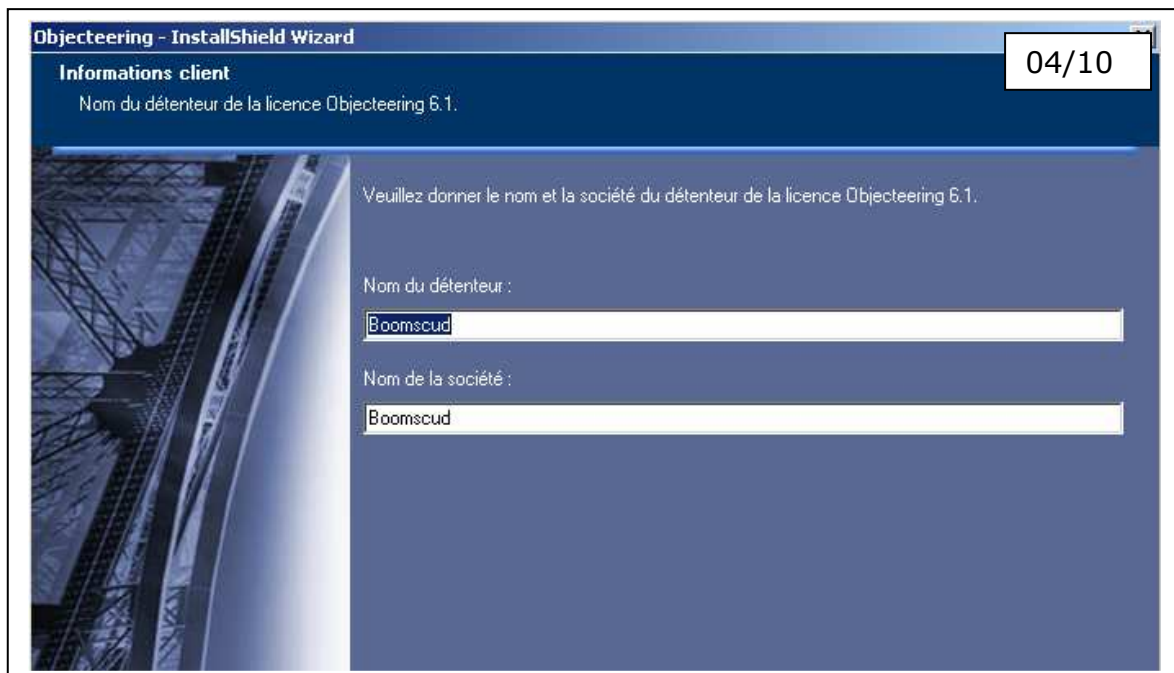 Objecteering - InstallShield Wizard
04/10
Informations client
Nom du détenteur de la licence Objecteering 6.1.
Veuillez donner le nom et la société du détenteur de la licence Objecteering 6.1.
Nom du détenteur :
Boomscud
Nom de la société :
Boomscud